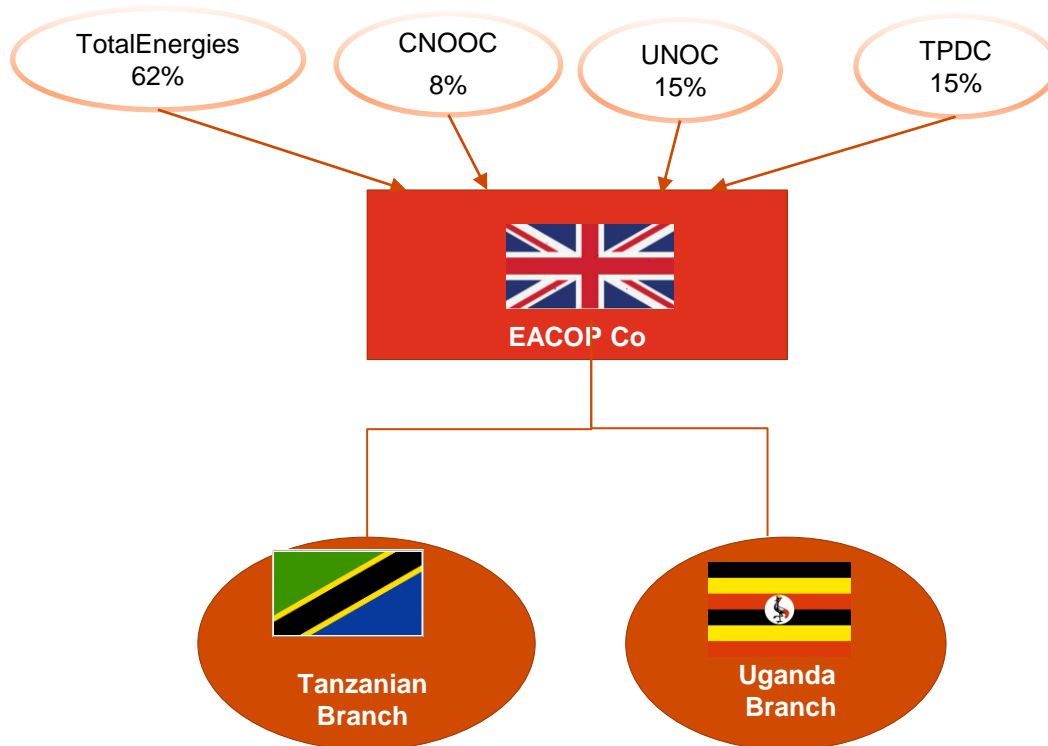 TotalEnergies
62%
CNOOC
8%
UNOC
15%
TPDC
15%
EACOP Co
Tanzanian
Branch
Uganda
Branch